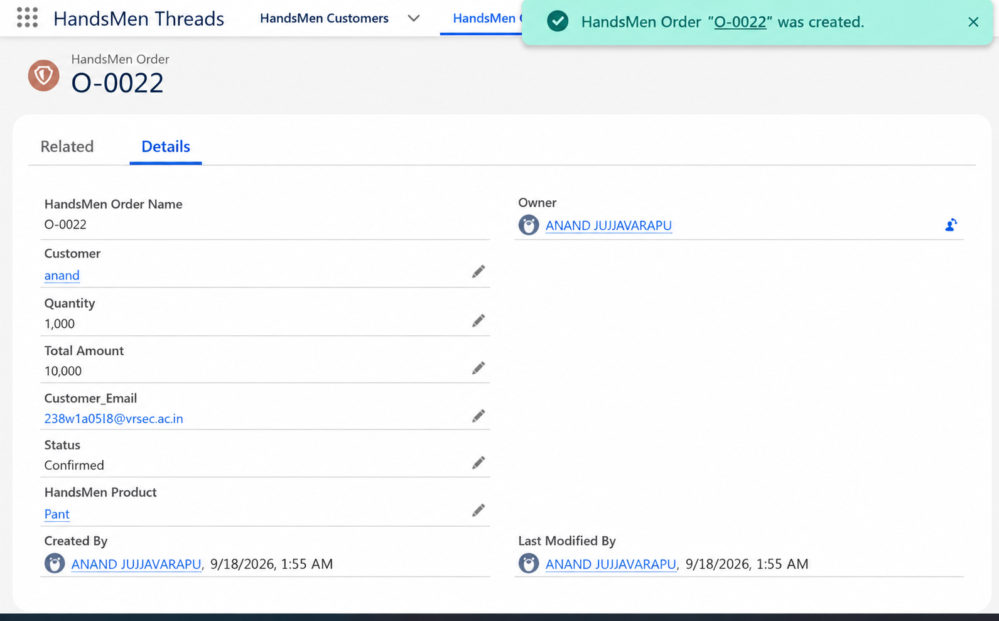 HandsMen Threads
HandsMen Customers
HandsMen
HandsMen Order "O-0022" was created.
HandsMen Order
O-0022
Related
Details
HandsMen Order Name
O-0022
Owner
ANAND JUJJAVARAPU
Customer
anand
Quantity
1,000
Total Amount
10,000
Customer_Email
238w1a05l8@vrsec.ac.in
Status
Confirmed
HandsMen Product
Pant
Created By
ANAND JUJJAVARAPU, 9/18/2026, 1:55 AM
Last Modified By
ANAND JUJJAVARAPU, 9/18/2026, 1:55 AM